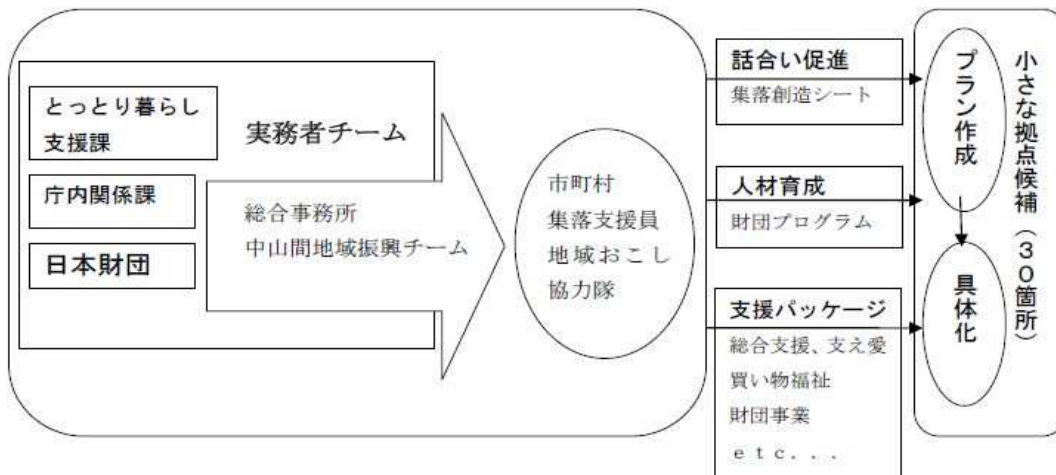 とっとり暮らし
支援課
庁内関係課
日本財団
実務者チーム
総合事務所
中山間地域振興チーム
市町村
集落支援員
地域おこし
協力隊
話合い促進
集落創造シート
人材育成
財団プログラム
支援パッケージ
総合支援、支え愛
買い物福祉
財団事業
ｅｔｃ．．．
プラン作成
具体化
小さな拠点候補（３０箇所）